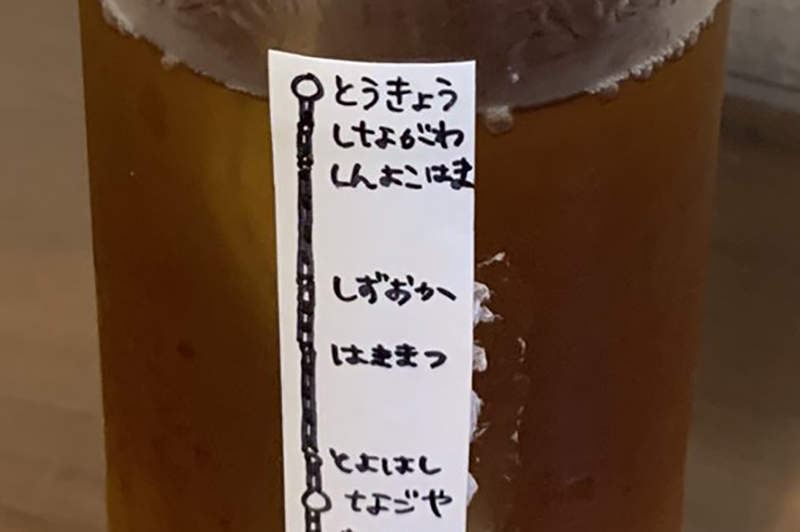 とうきょう
しながわ
しんよこはま
しずおか
はままつ
とよはし
なごや